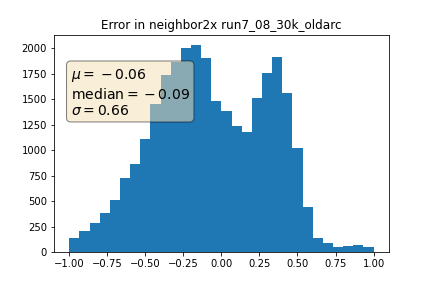 Error in neighbor2x run7_08_30k_oldarc
2000
1750
1500
1250
1000
750
500
250
0
μ = −0.06
median = −0.09
σ = 0.66
−1.00 −0.75 −0.50 −0.25 0.00 0.25 0.50 0.75 1.00